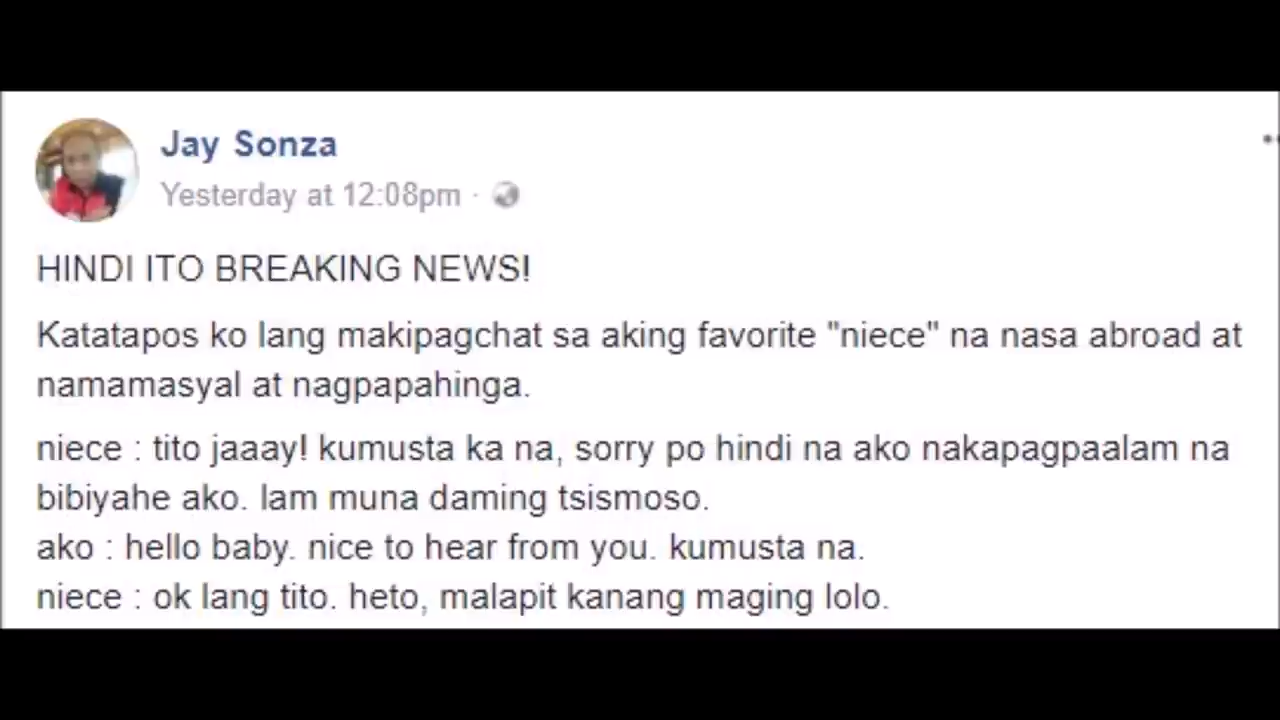 Jay Sonza
Yesterday at 12:08pm ·
HINDI ITO BREAKING NEWS!
Katatapos ko lang makipagchat sa aking favorite "niece" na nasa abroad at
namamasyal at nagpapahinga.
niece : tito jaaay! kumusta ka na, sorry po hindi na ako nakapagpaalam na
bibiyahe ako. lam muna daming tsismoso.
ako : hello baby. nice to hear from you. kumusta na.
niece : ok lang tito. heto, malapit kanang maging lolo.